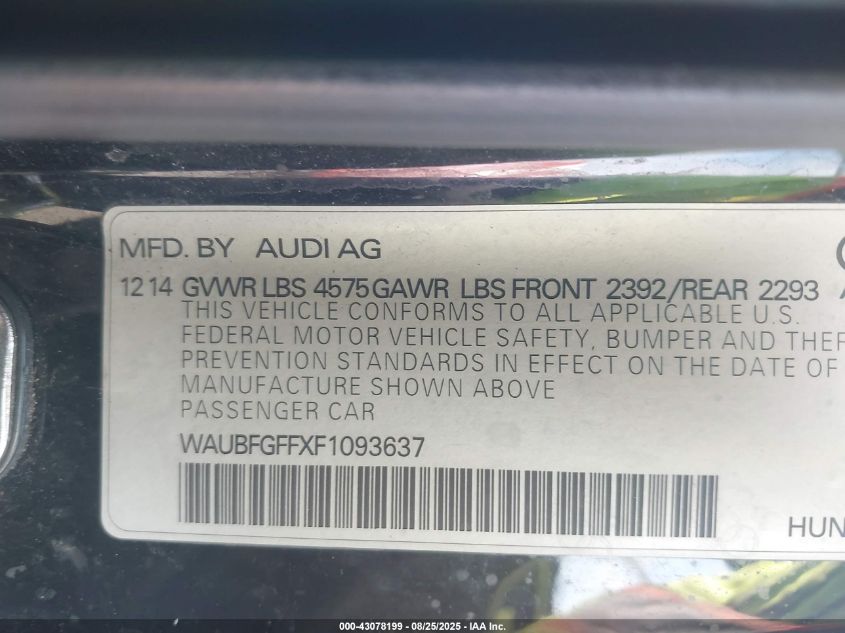 MFD. BY AUDI AG
12 14 GVWR LBS 4575 GAWR LBS FRONT 2392/REAR 2293
THIS VEHICLE CONFORMS TO ALL APPLICABLE U.S.
FEDERAL MOTOR VEHICLE SAFETY, BUMPER AND THEF
PREVENTION STANDARDS IN EFFECT ON THE DATE OF
MANUFACTURE SHOWN ABOVE
PASSENGER CAR
WAUBFGFFXF1093637
HUN
000-43078199 - 08/25/2025 - IAA Inc.